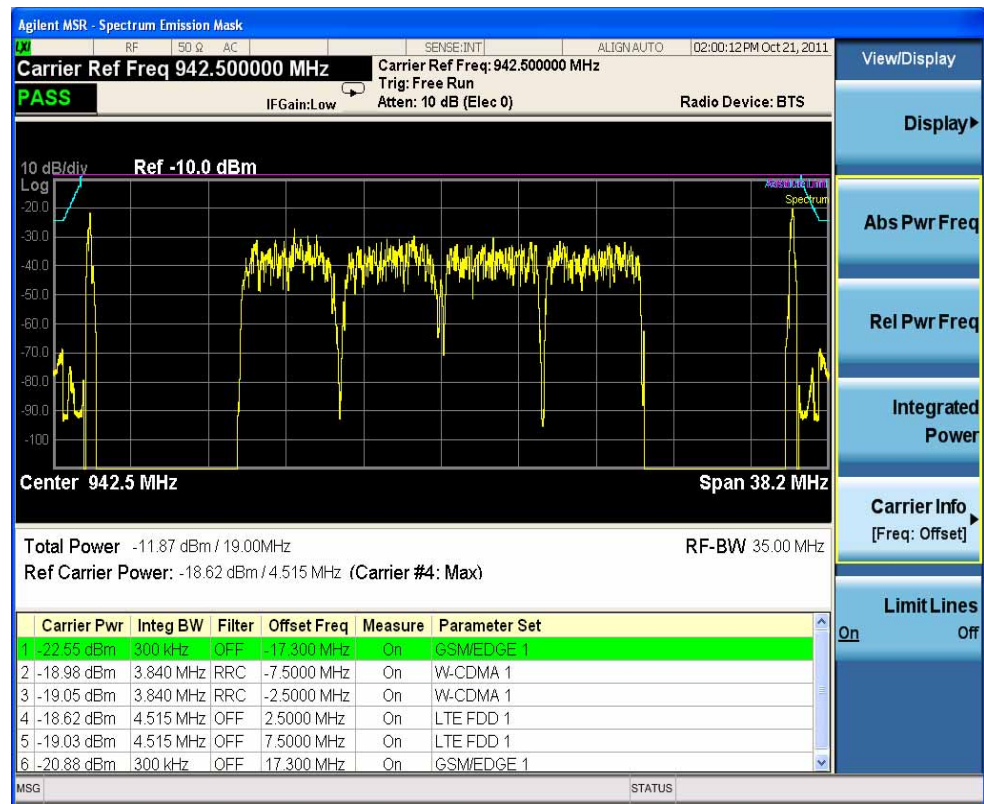 Agilent MSR - Spectrum Emission Mask
LXI RF 50 Ω AC SENSE:INT ALIGN AUTO 02:00:12 PM Oct 21, 2011
Carrier Ref Freq 942.500000 MHz
Carrier Ref Freq: 942.500000 MHz
Trig: Free Run
PASS
IFGain:Low
Atten: 10 dB (Elec 0)
Radio Device: BTS
10 dB/div Ref -10.0 dBm
Log
Absolute Limit
Spectrum
-20.0
-30.0
-40.0
-50.0
-60.0
-70.0
-80.0
-90.0
-100
Center 942.5 MHz Span 38.2 MHz
Total Power -11.87 dBm / 19.00MHz RF-BW 35.00 MHz
Ref Carrier Power: -18.62 dBm / 4.515 MHz (Carrier #4: Max)
Carrier Pwr Integ BW Filter Offset Freq Measure Parameter Set
1 -22.55 dBm 300 kHz OFF -17.300 MHz On GSM/EDGE 1
2 -18.98 dBm 3.840 MHz RRC -7.5000 MHz On W-CDMA 1
3 -19.05 dBm 3.840 MHz RRC -2.5000 MHz On W-CDMA 1
4 -18.62 dBm 4.515 MHz OFF 2.5000 MHz On LTE FDD 1
5 -19.03 dBm 4.515 MHz OFF 7.5000 MHz On LTE FDD 1
6 -20.88 dBm 300 kHz OFF 17.300 MHz On GSM/EDGE 1
MSG STATUS
View/Display
Display
Abs Pwr Freq
Rel Pwr Freq
Integrated
Power
Carrier Info
[Freq: Offset]
Limit Lines
On Off